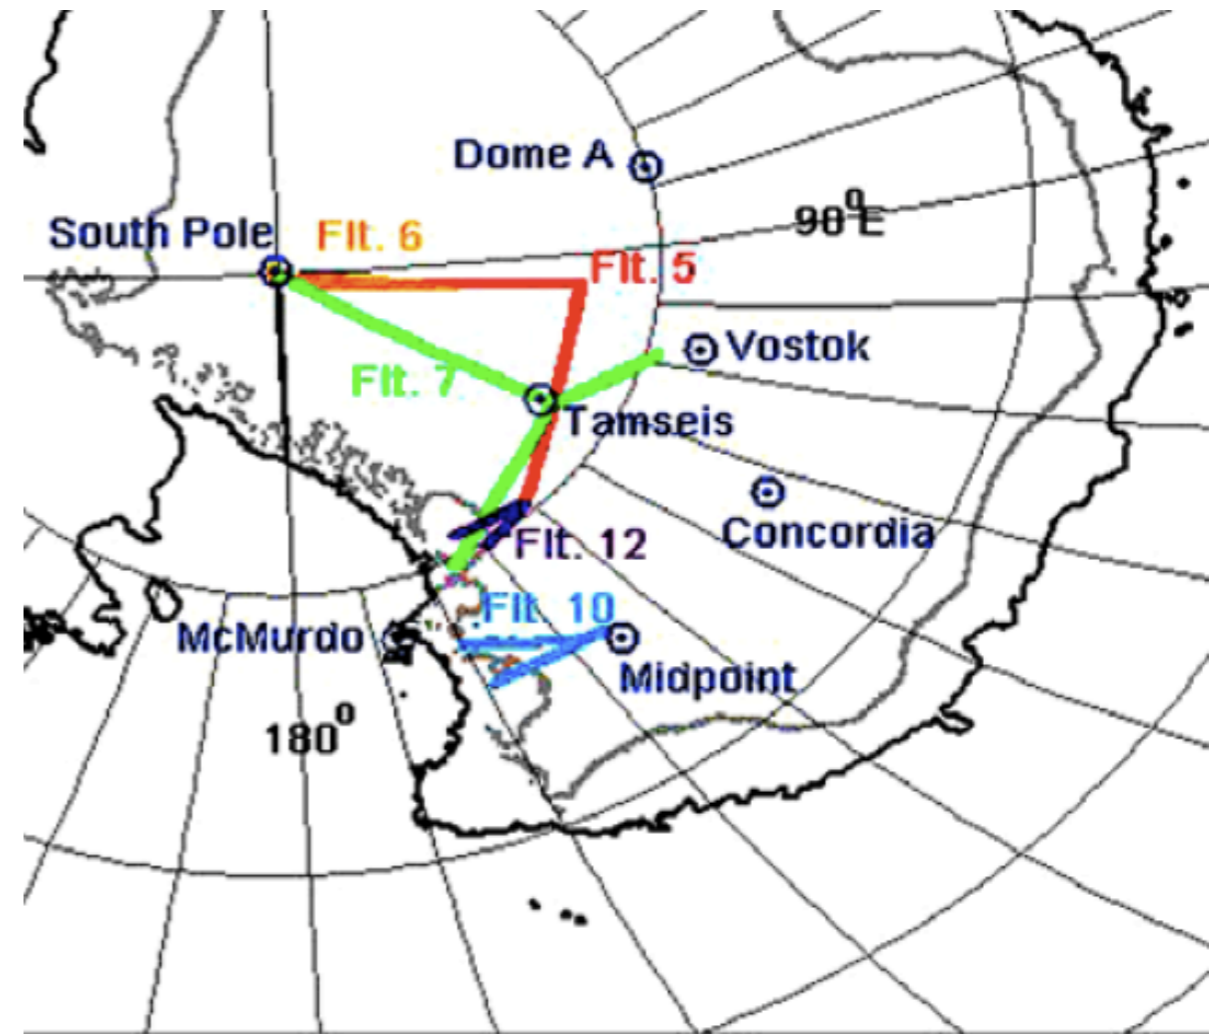 Dome A
90°E
South Pole
Flt. 6
Flt. 5
Vostok
Flt. 7
Tamseis
Concordia
Flt. 12
Flt. 10
McMurdo
Midpoint
180°